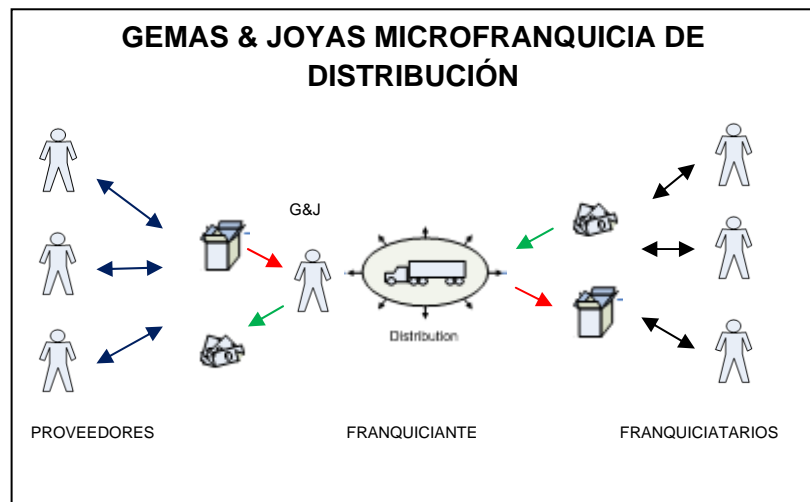 GEMAS & JOYAS MICROFRANQUICIA DE
DISTRIBUCIÓN
G&J
Distribution
PROVEEDORES
FRANQUICIANTE
FRANQUICIATARIOS